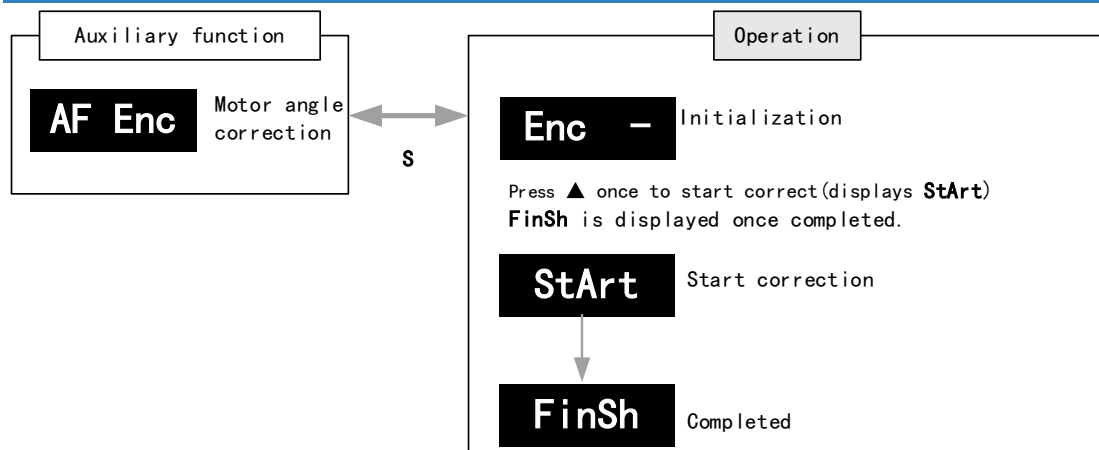 Auxiliary function
AF Enc
Motor angle
correction
S
Operation
Enc －
Initialization
Press ▲ once to start correct(displays StArt)
FinSh is displayed once completed.
StArt
Start correction
FinSh
Completed